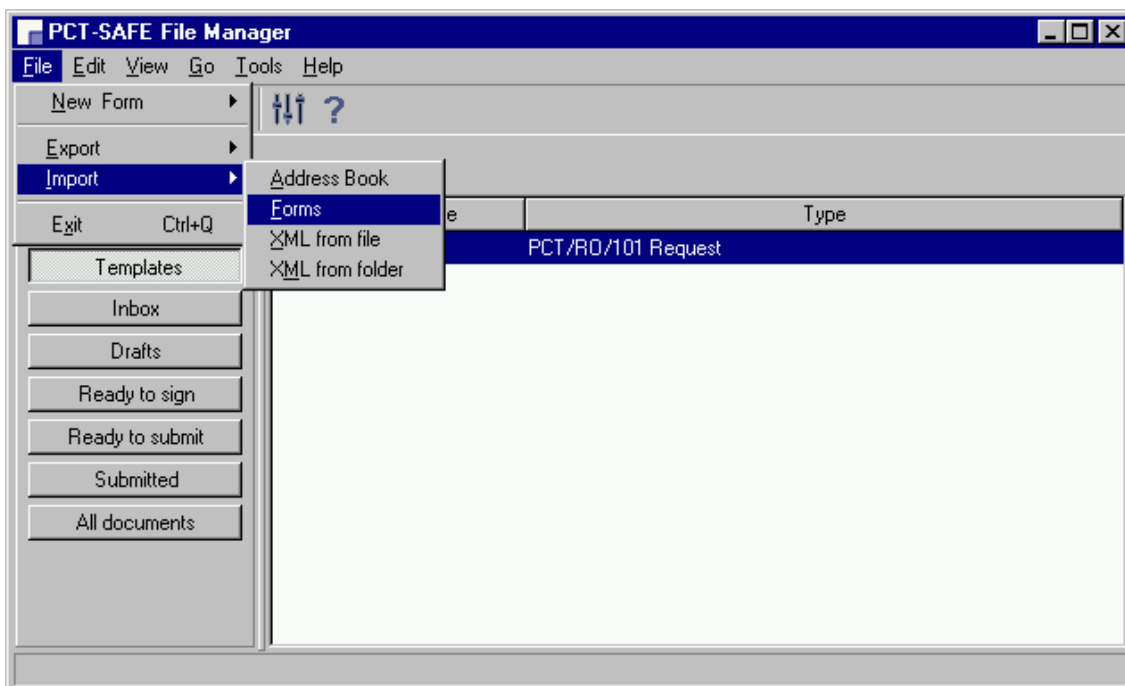 PCT-SAFE File Manager
File Edit View Go Tools Help
New Form
?
Export
Import
Address Book
Exit Ctrl+Q
Forms
e
Type
XML from file
PCT/RO/101 Request
Templates
XML from folder
Inbox
Drafts
Ready to sign
Ready to submit
Submitted
All documents